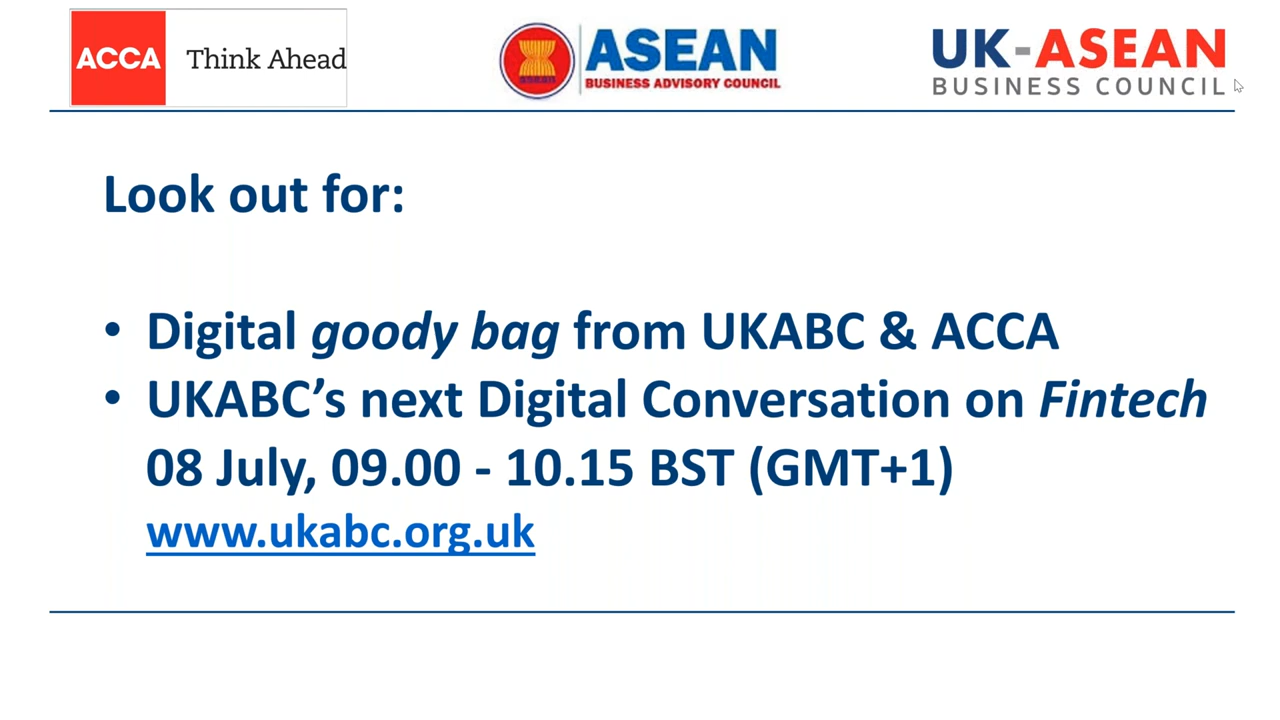 ACCA Think Ahead
ASEAN
BUSINESS ADVISORY COUNCIL
UK-ASEAN
BUSINESS COUNCIL
Look out for:
• Digital goody bag from UKABC & ACCA
• UKABC’s next Digital Conversation on Fintech
08 July, 09.00 - 10.15 BST (GMT+1)
www.ukabc.org.uk